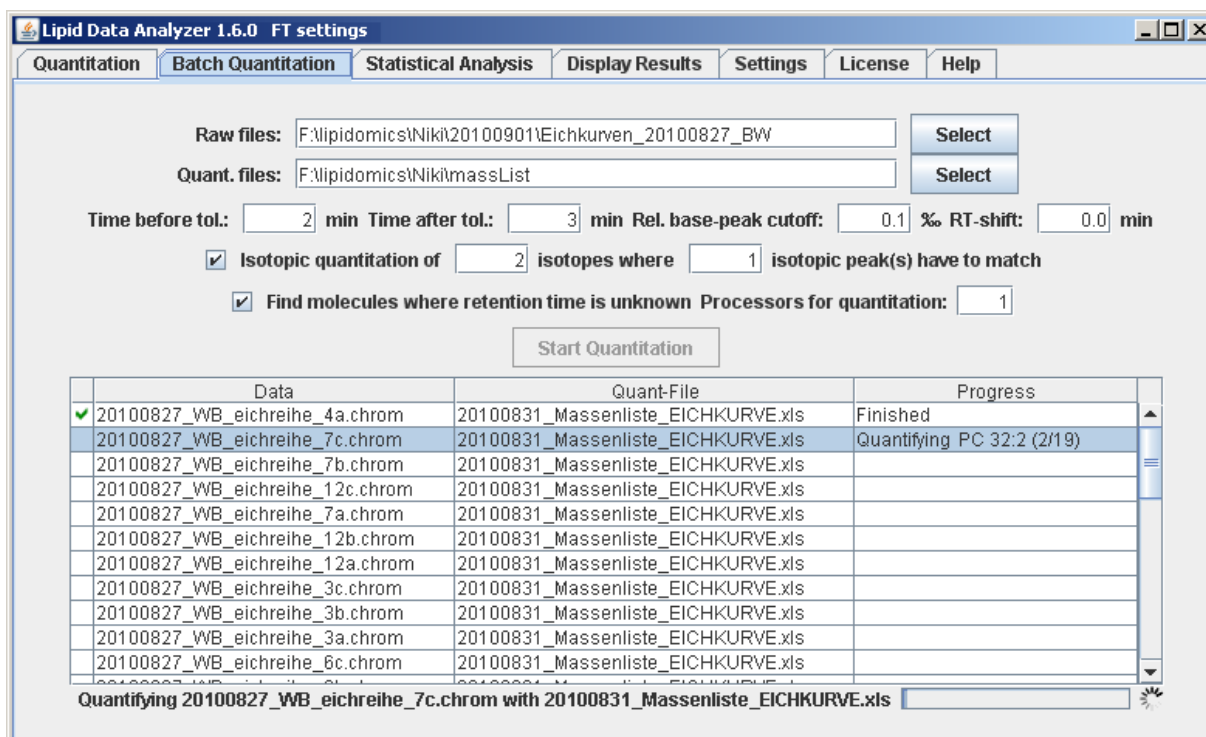 Lipid Data Analyzer 1.6.0 FT settings
Quantitation Batch Quantitation Statistical Analysis Display Results Settings License Help
Raw files: F:\lipidomics\Niki\20100901\Eichkurven_20100827_BW Select
Quant. files: F:\lipidomics\Niki\massList Select
Time before tol.: 2 min Time after tol.: 3 min Rel. base-peak cutoff: 0.1 ‰ RT-shift: 0.0 min
Isotopic quantitation of 2 isotopes where 1 isotopic peak(s) have to match
Find molecules where retention time is unknown Processors for quantitation: 1
Start Quantitation
Data Quant-File Progress
20100827_WB_eichreihe_4a.chrom 20100831_Massenliste_EICHKURVE.xls Finished
20100827_WB_eichreihe_7c.chrom 20100831_Massenliste_EICHKURVE.xls Quantifying PC 32:2 (2/19)
20100827_WB_eichreihe_7b.chrom 20100831_Massenliste_EICHKURVE.xls
20100827_WB_eichreihe_12c.chrom 20100831_Massenliste_EICHKURVE.xls
20100827_WB_eichreihe_7a.chrom 20100831_Massenliste_EICHKURVE.xls
20100827_WB_eichreihe_12b.chrom 20100831_Massenliste_EICHKURVE.xls
20100827_WB_eichreihe_12a.chrom 20100831_Massenliste_EICHKURVE.xls
20100827_WB_eichreihe_3c.chrom 20100831_Massenliste_EICHKURVE.xls
20100827_WB_eichreihe_3b.chrom 20100831_Massenliste_EICHKURVE.xls
20100827_WB_eichreihe_3a.chrom 20100831_Massenliste_EICHKURVE.xls
20100827_WB_eichreihe_6c.chrom 20100831_Massenliste_EICHKURVE.xls
Quantifying 20100827_WB_eichreihe_7c.chrom with 20100831_Massenliste_EICHKURVE.xls